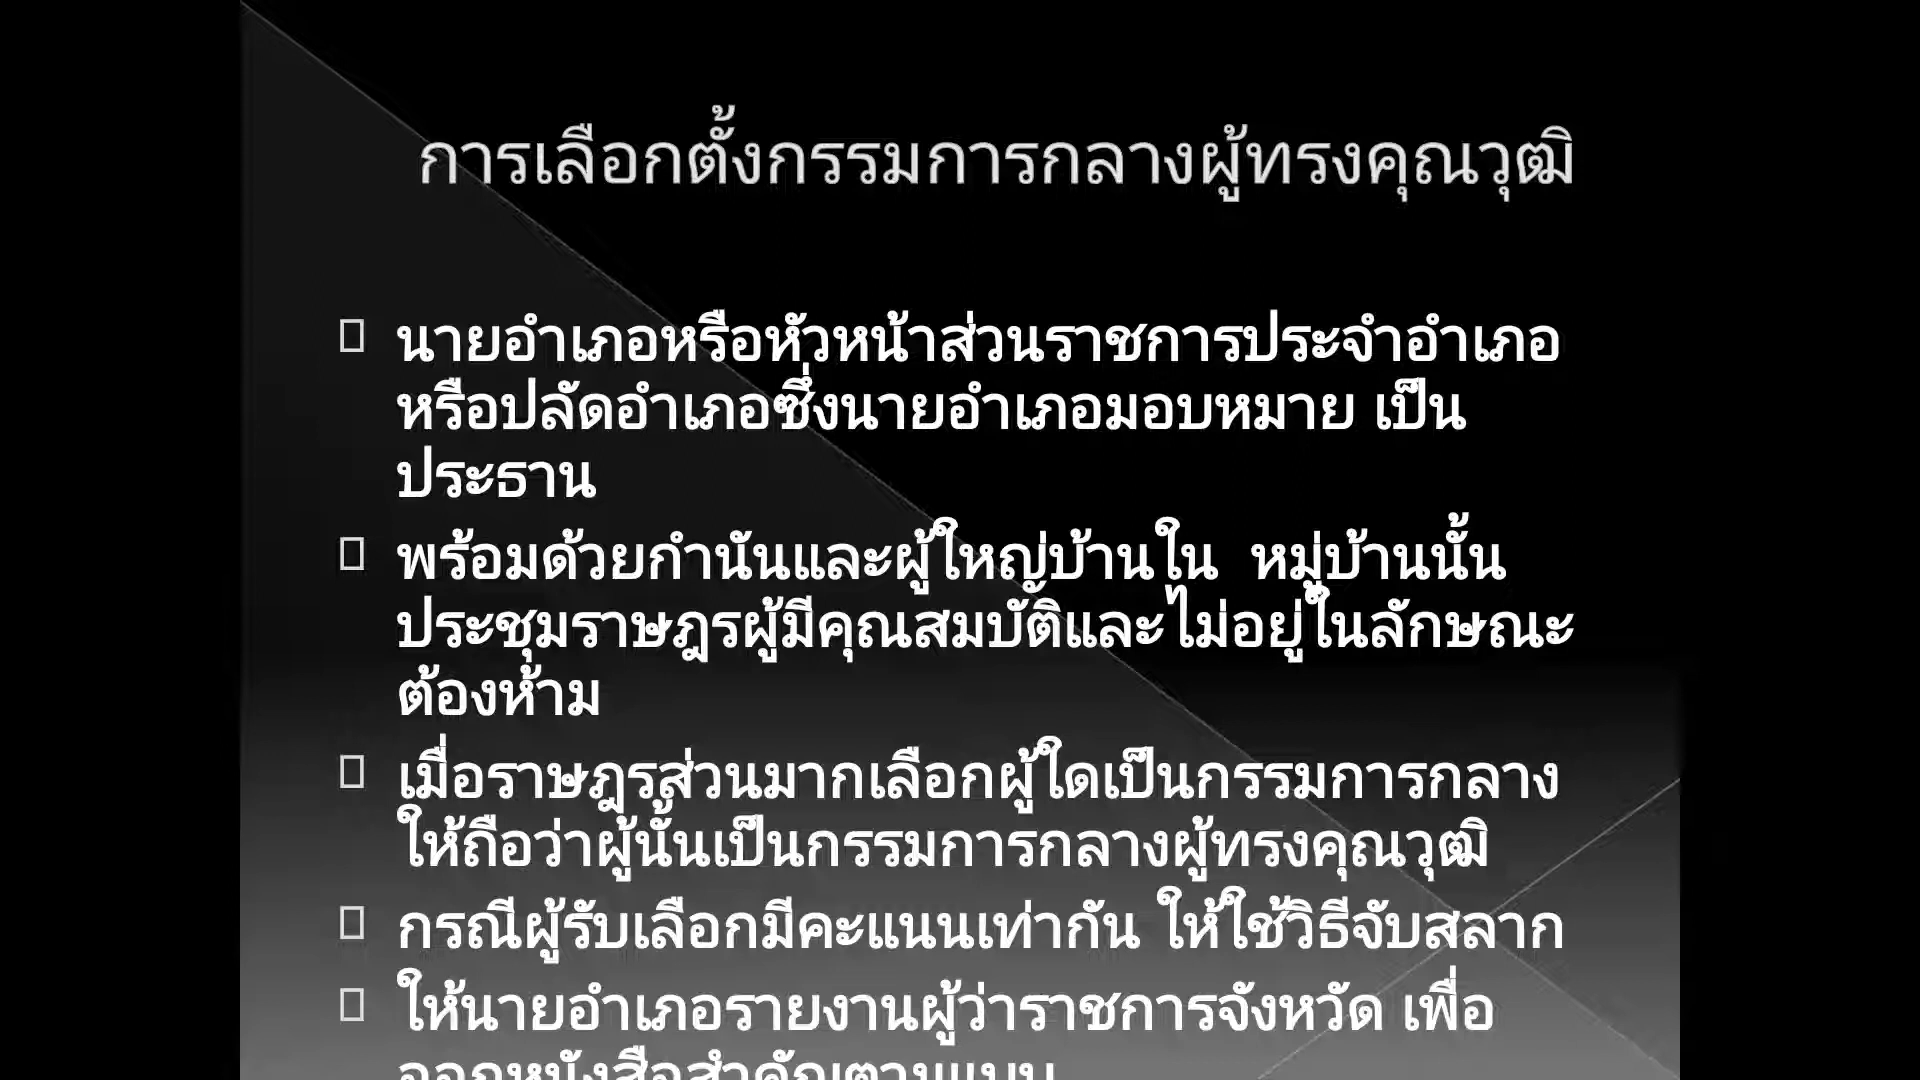 การเลือกตั้งกรรมการกลางผู้ทรงคุณวุฒิ
นายอำเภอหรือหัวหน้าส่วนราชการประจำอำเภอ
หรือปลัดอำเภอซึ่งนายอำเภอมอบหมาย เป็น
ประธาน
พร้อมด้วยกำนันและผู้ใหญ่บ้านใน หมู่บ้านนั้น
ประชุมราษฎรผู้มีคุณสมบัติและไม่อยู่ในลักษณะ
ต้องห้าม
เมื่อราษฎรส่วนมากเลือกผู้ใดเป็นกรรมการกลาง
ให้ถือว่าผู้นั้นเป็นกรรมการกลางผู้ทรงคุณวุฒิ
กรณีผู้รับเลือกมีคะแนนเท่ากัน ให้ใช้วิธีจับสลาก
ให้นายอำเภอรายงานผู้ว่าราชการจังหวัด เพื่อ
ออกหนังสือสำคัญตามแบบ